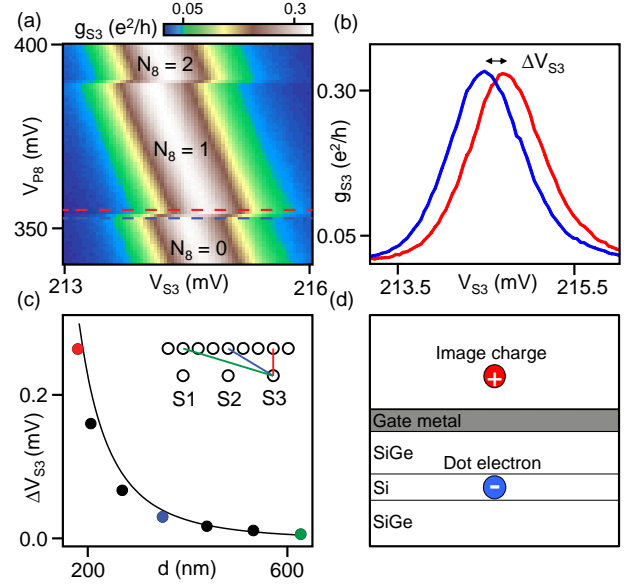 (a)
g_S3 (e²/h)
0.05
0.3
400
V_P8 (mV)
350
N₈ = 2
N₈ = 1
N₈ = 0
213
V_S3 (mV)
216
(b)
ΔV_S3
0.30
g_S3 (e²/h)
0.05
213.5
V_S3 (mV)
215.5
(c)
0.2
ΔV_S3 (mV)
0.0
S1 S2 S3
200
d (nm)
600
(d)
Image charge
+
Gate metal
SiGe
Dot electron
Si
-
SiGe